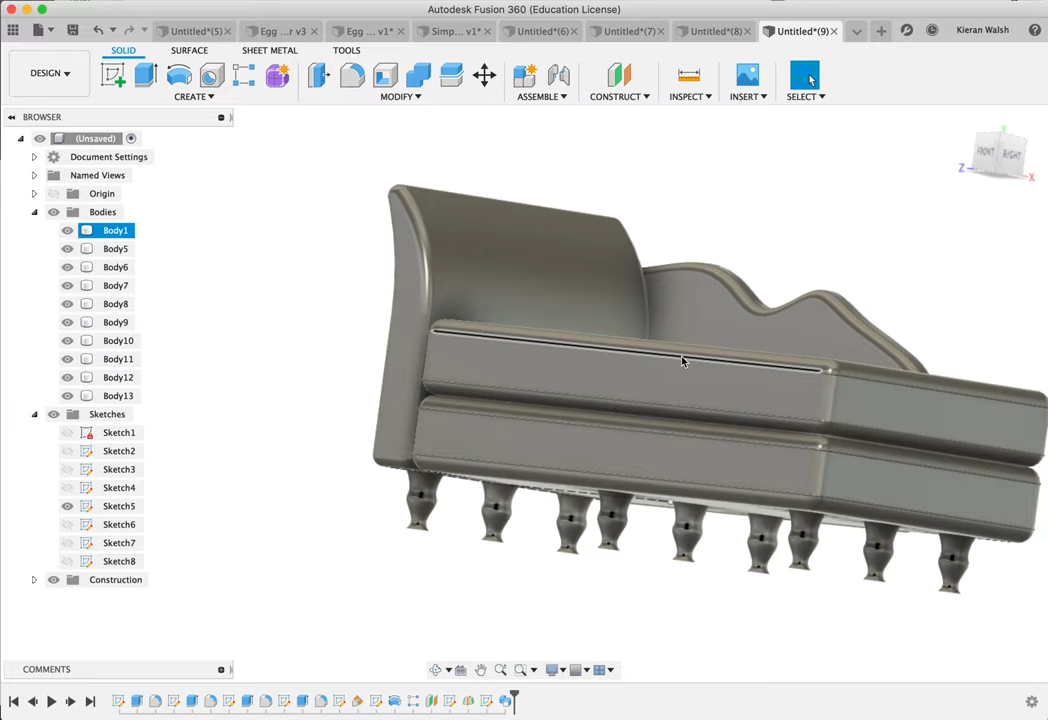 Autodesk Fusion 360 (Education License)
Untitled*(5) Egg ...r v3 Egg ... v1* Simp... v1* Untitled*(6) Untitled*(7) Untitled*(8) Untitled*(9) Kieran Walsh
SOLID SURFACE SHEET METAL TOOLS
DESIGN
CREATE MODIFY ASSEMBLE CONSTRUCT INSPECT INSERT SELECT
BROWSER
(Unsaved)
Document Settings
Named Views
Origin
Bodies
Body1
Body5
Body6
Body7
Body8
Body9
Body10
Body11
Body12
Body13
Sketches
Sketch1
Sketch2
Sketch3
Sketch4
Sketch5
Sketch6
Sketch7
Sketch8
Construction
Y
FRONT RIGHT
Z
X
COMMENTS